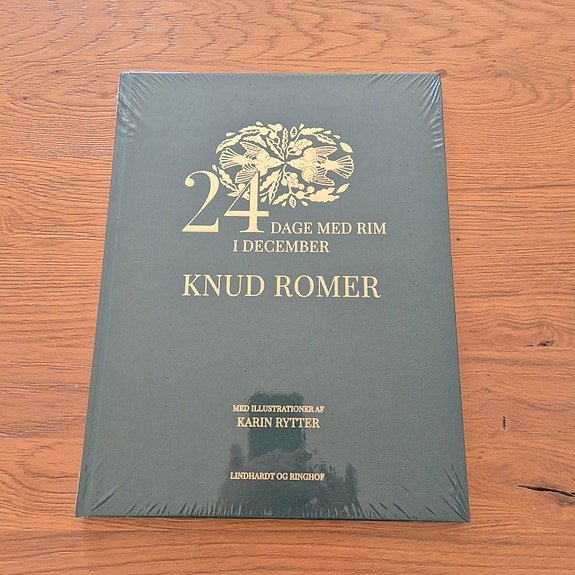 24 DAGE MED RIM
I DECEMBER
KNUD ROMER
MED ILLUSTRATIONER AF
KARIN RYTTER
LINDHARDT OG RINGHOF